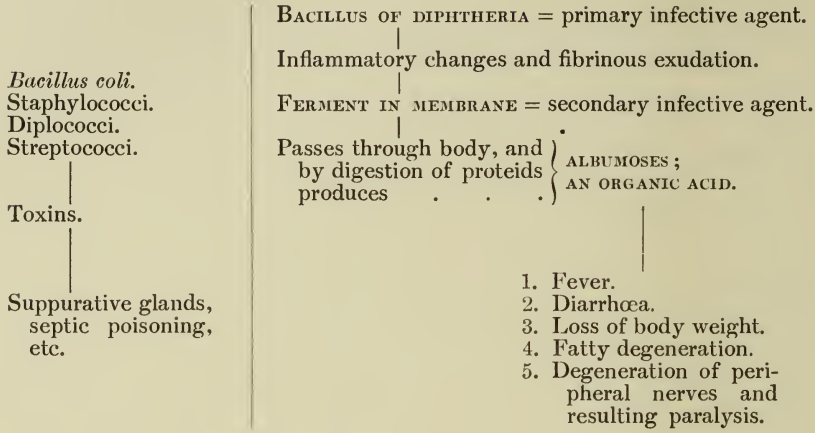 Bacillus coli.
Staphylococci.
Diplococci.
Streptococci.
Toxins.
Suppurative glands,
septic poisoning,
etc.
BACILLUS OF DIPHTHERIA = primary infective agent.
Inflammatory changes and fibrinous exudation.
FERMENT IN MEMBRANE = secondary infective agent.
Passes through body, and
by digestion of proteids
produces . . .
ALBUMOSES ;
AN ORGANIC ACID.
1. Fever.
2. Diarrhœa.
3. Loss of body weight.
4. Fatty degeneration.
5. Degeneration of peri-
pheral nerves and
resulting paralysis.